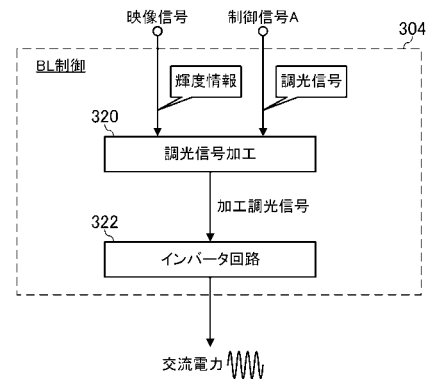 映像信号
制御信号A
304
BL制御
輝度情報
調光信号
320
調光信号加工
加工調光信号
322
インバータ回路
交流電力